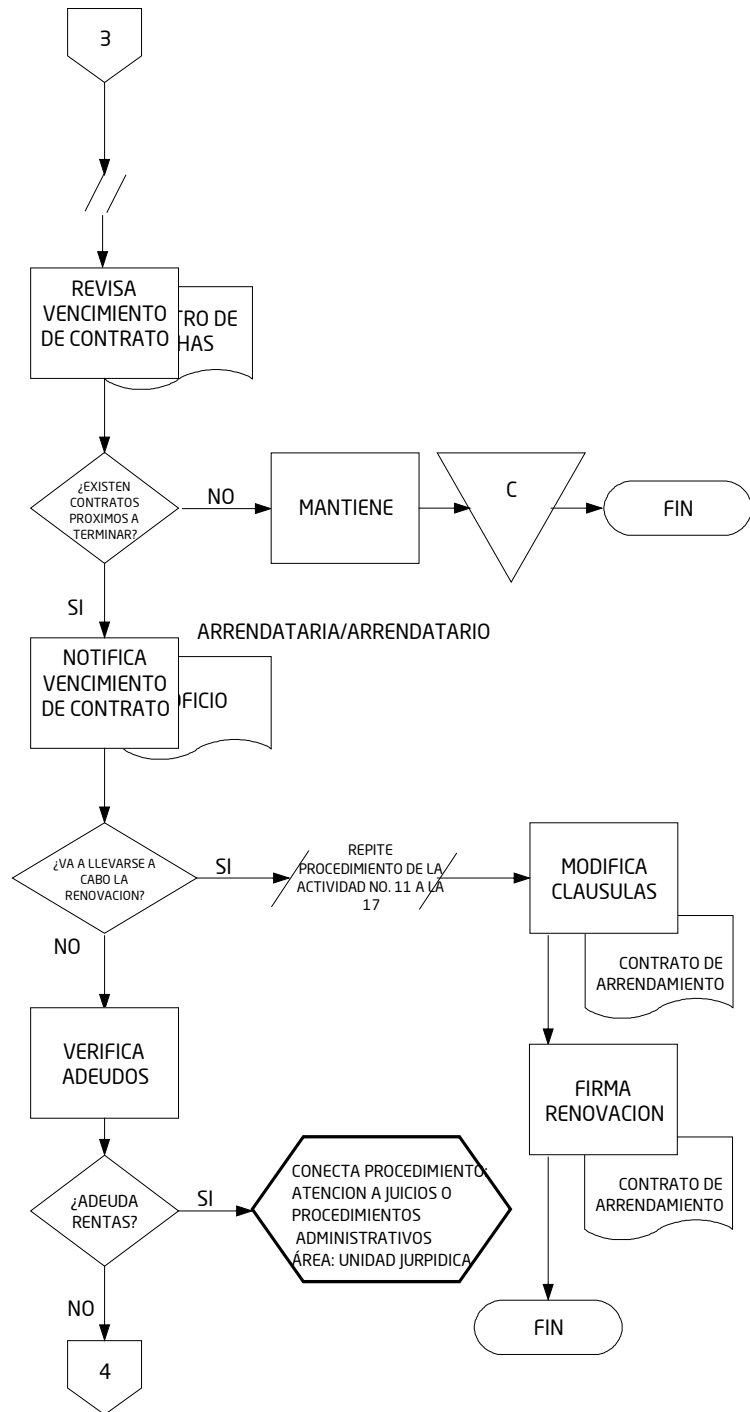 3
REVISA
VENCIMIENTO
DE CONTRATO
TRO DE
HAS
¿EXISTEN
CONTRATOS
PROXIMOS A
TERMINAR?
NO
MANTIENE
C
FIN
SI
ARRENDATARIA/ARRENDATARIO
NOTIFICA
VENCIMIENTO
DE CONTRATO
OFICIO
¿VA A LLEVARSE A
CABO LA
RENOVACION?
SI
REPITE
PROCEDIMIENTO DE LA
ACTIVIDAD NO. 11 A LA
17
MODIFICA
CLAUSULAS
CONTRATO DE
ARRENDAMIENTO
NO
VERIFICA
ADEUDOS
FIRMA
RENOVACION
CONTRATO DE
ARRENDAMIENTO
¿ADEUDA
RENTAS?
SI
CONECTA PROCEDIMIENTO:
ATENCION A JUICIOS O
PROCEDIMIENTOS
ADMINISTRATIVOS
ÁREA: UNIDAD JURPIDICA
FIN
NO
4